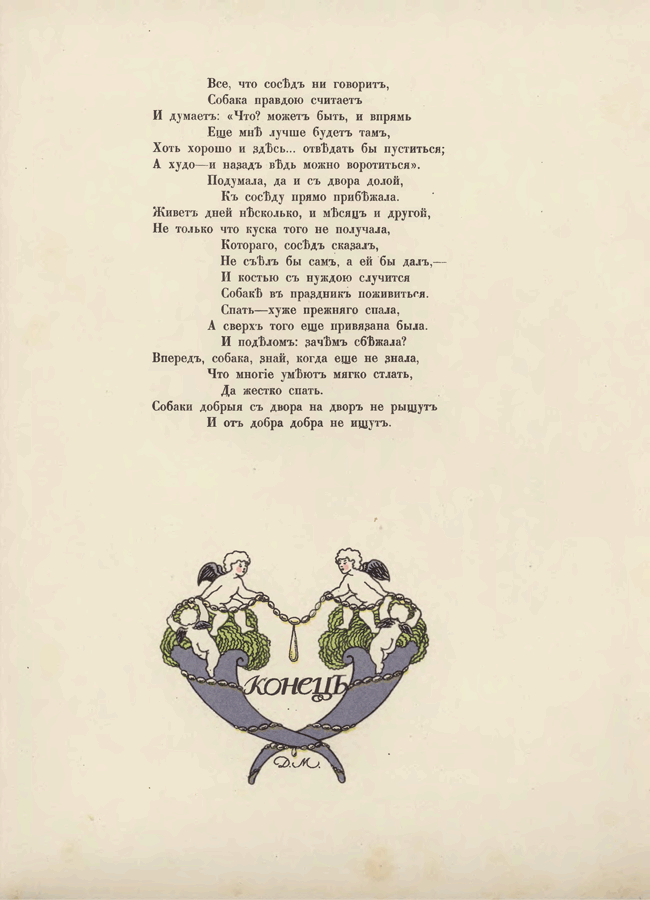 Все, что сосѣдъ ни говоритъ,
Собака правдою считаетъ
И думаетъ: «Что? можетъ быть, и впрямь
Еще мнѣ лучше будетъ тамъ,
Хоть хорошо и здѣсь... отвѣдать бы пуститься;
А худо—и назадъ вѣдь можно воротиться».
Подумала, да и съ двора долой,
Къ сосѣду прямо прибѣжала.
Живетъ дней нѣсколько, и мѣсяцъ и другой,
Не только что куска того не получала,
Котораго, сосѣдъ сказалъ,
Не съѣлъ бы самъ, а ей бы далъ,—
И костью съ нуждою случится
Собакѣ въ праздникъ поживиться.
Спать—хуже прежняго спала,
А сверхъ того еще привязана была.
И подѣломъ: зачѣмъ сбѣжала?
Впередъ, собака, знай, когда еще не знала,
Что многіе умѣютъ мягко стлать,
Да жестко спать.
Собаки добрыя съ двора на дворъ не рыщутъ
И отъ добра добра не ищутъ.
КОНЕЦЪ
Д.М.